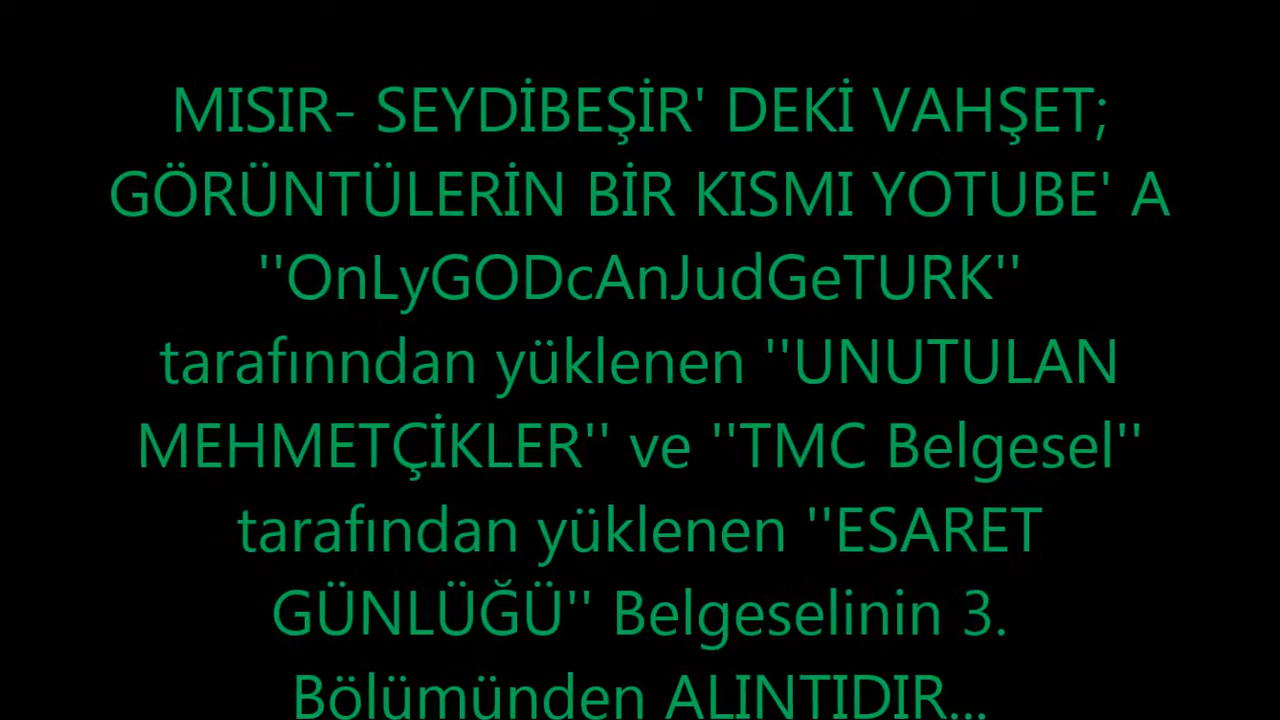 MISIR- SEYDİBEŞİR' DEKİ VAHŞET;
GÖRÜNTÜLERİN BİR KISMI YOTUBE' A
''OnLyGODcAnJudGeTURK''
tarafınndan yüklenen ''UNUTULAN
MEHMETÇİKLER'' ve ''TMC Belgesel''
tarafından yüklenen ''ESARET
GÜNLÜĞÜ'' Belgeselinin 3.
Bölümünden ALINTIDIR...